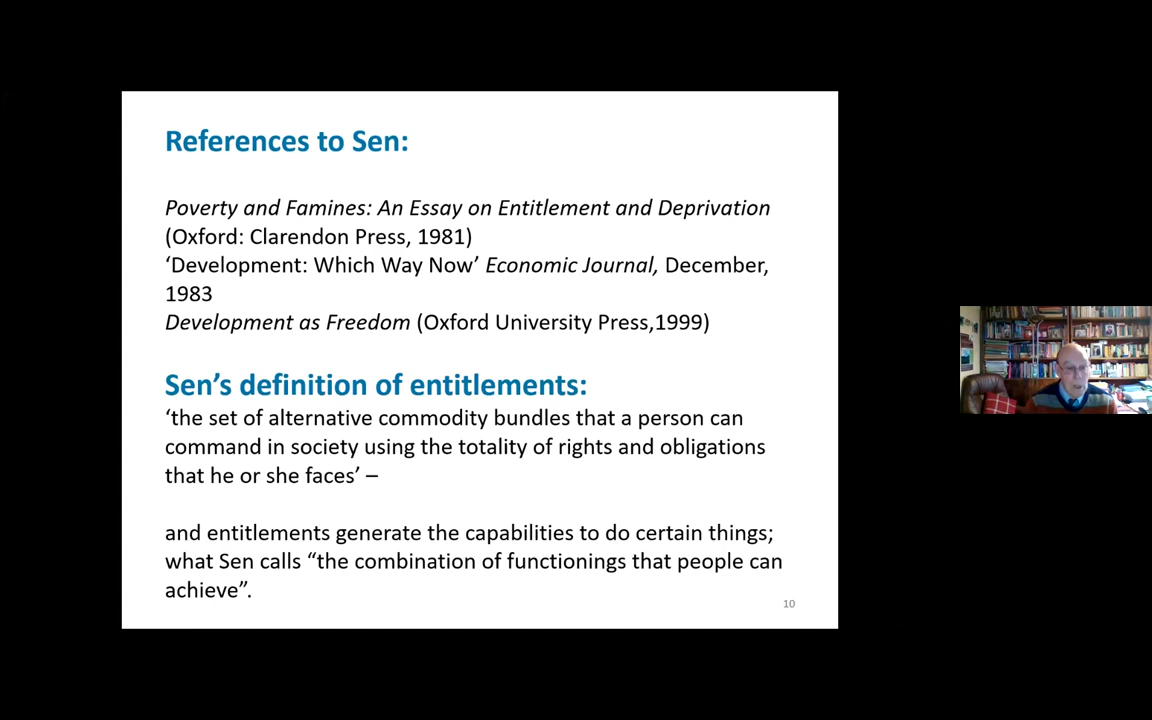 References to Sen:
Poverty and Famines: An Essay on Entitlement and Deprivation
(Oxford: Clarendon Press, 1981)
‘Development: Which Way Now’ Economic Journal, December,
1983
Development as Freedom (Oxford University Press,1999)
Sen’s definition of entitlements:
‘the set of alternative commodity bundles that a person can
command in society using the totality of rights and obligations
that he or she faces’ –
and entitlements generate the capabilities to do certain things;
what Sen calls “the combination of functionings that people can
achieve”.
10